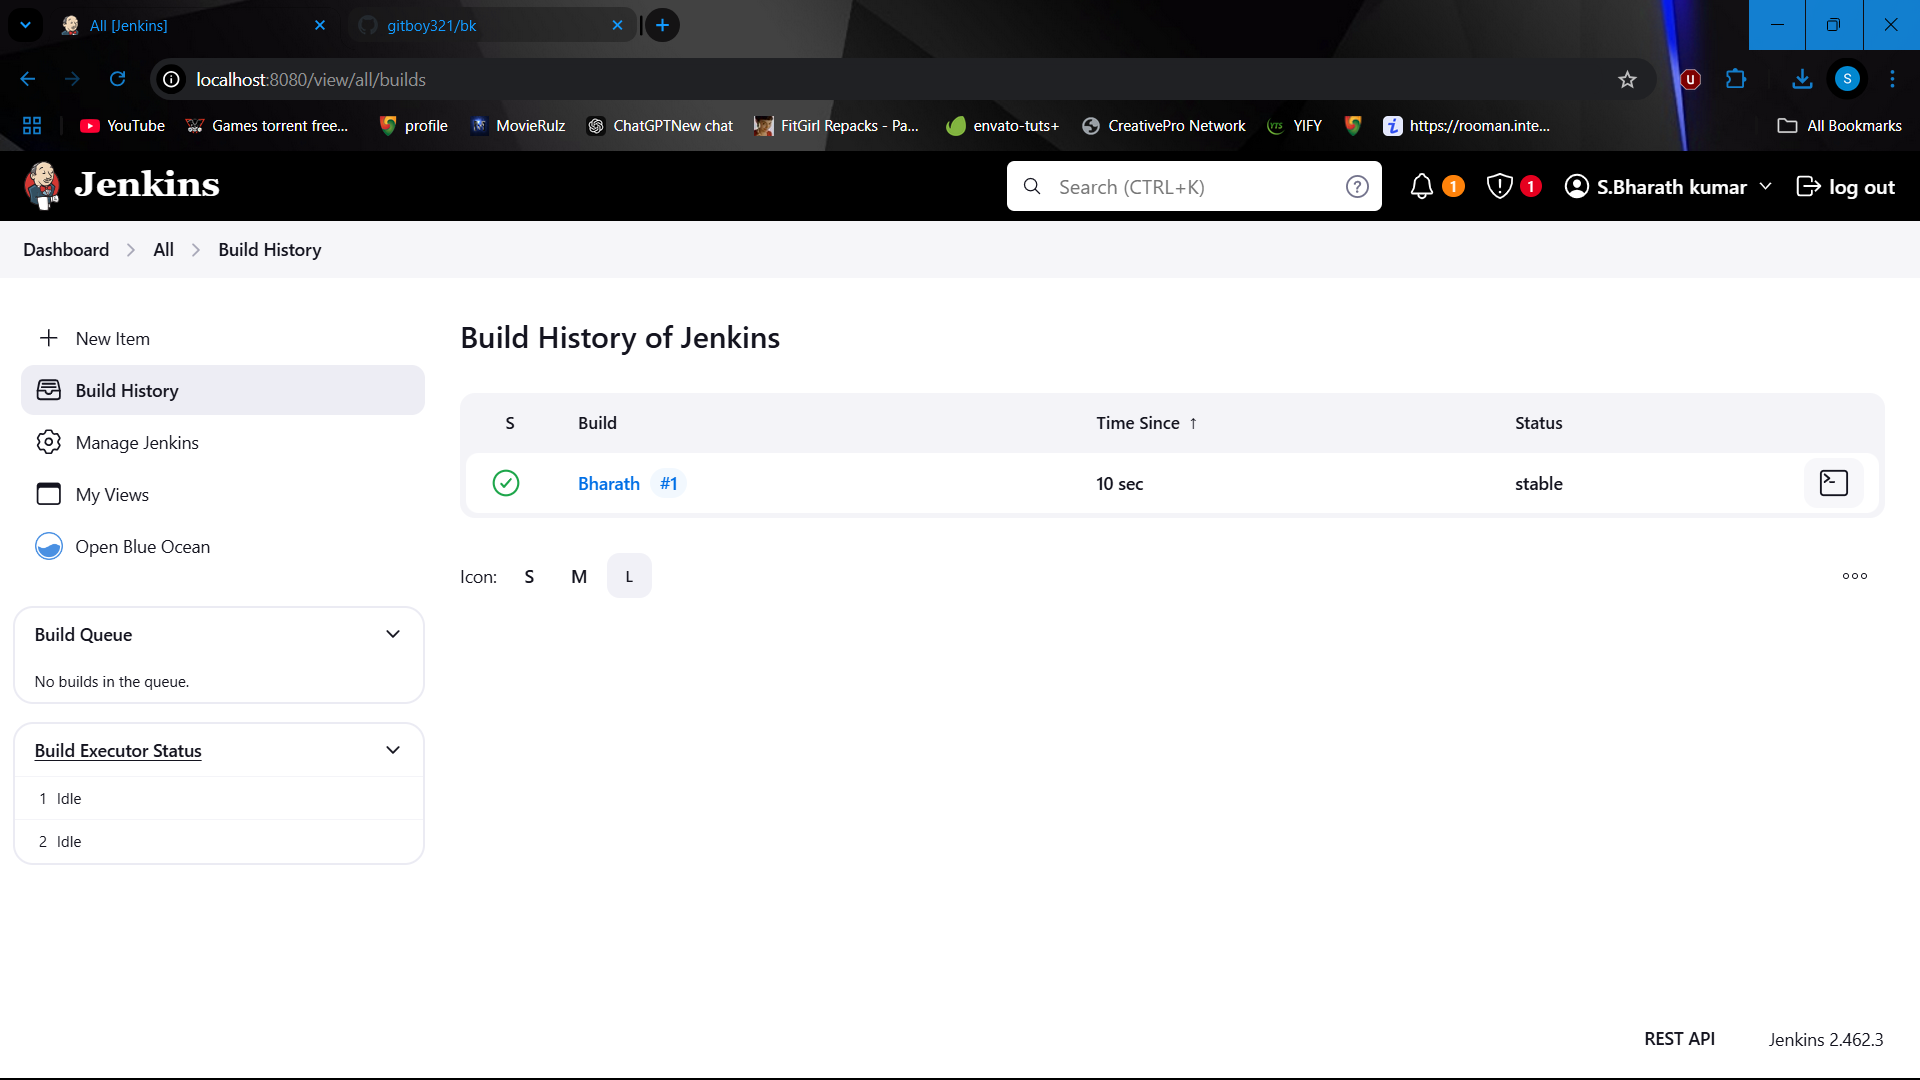 All [Jenkins]
gitboy321/bk
localhost:8080/view/all/builds
U
S
YouTube
Games torrent free...
profile
MovieRulz
ChatGPTNew chat
FitGirl Repacks - Pa...
envato-tuts+
CreativePro Network
YTS
YIFY
https://rooman.inte...
All Bookmarks
Jenkins
Search (CTRL+K)
1
1
S.Bharath kumar
log out
Dashboard
All
Build History
New Item
Build History
Manage Jenkins
My Views
Open Blue Ocean
Build Queue
No builds in the queue.
Build Executor Status
1 Idle
2 Idle
Build History of Jenkins
S Build Time Since ↑ Status
Bharath #1 10 sec stable
Icon: S M L
REST API
Jenkins 2.462.3